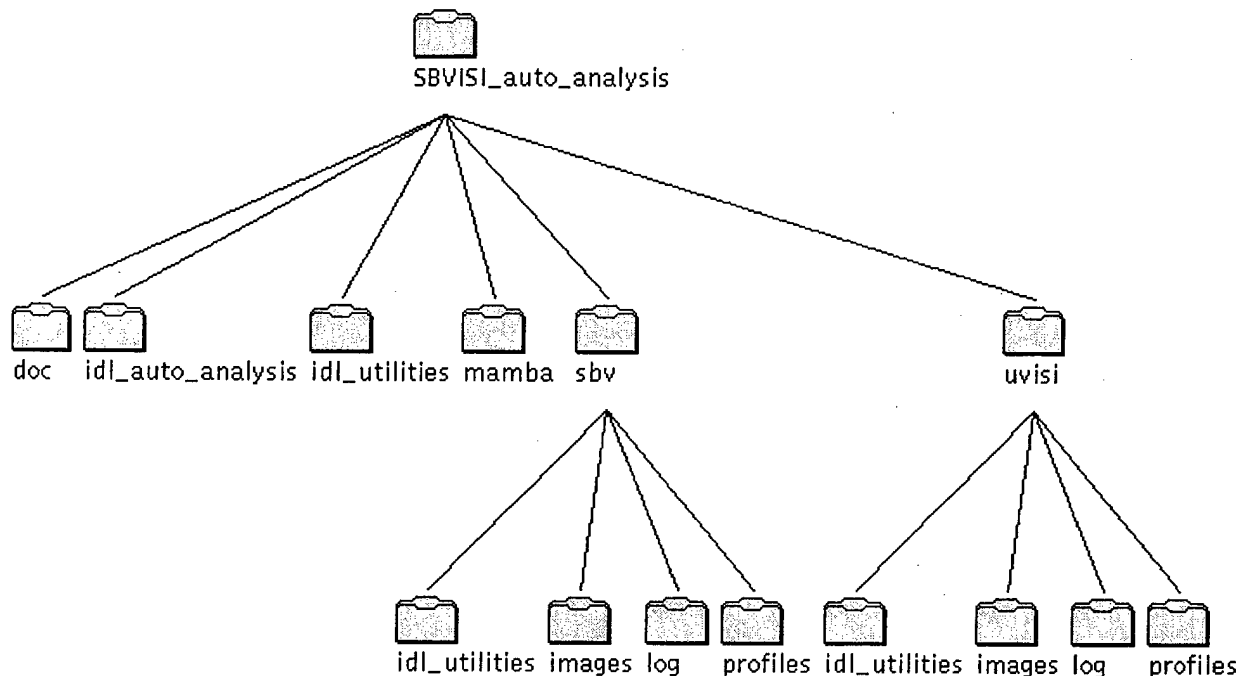 SBVISI_auto_analysis
doc idl_auto_analysis idl_utilities mamba sbv uvisi
idl_utilities images log profiles idl_utilities images log profiles